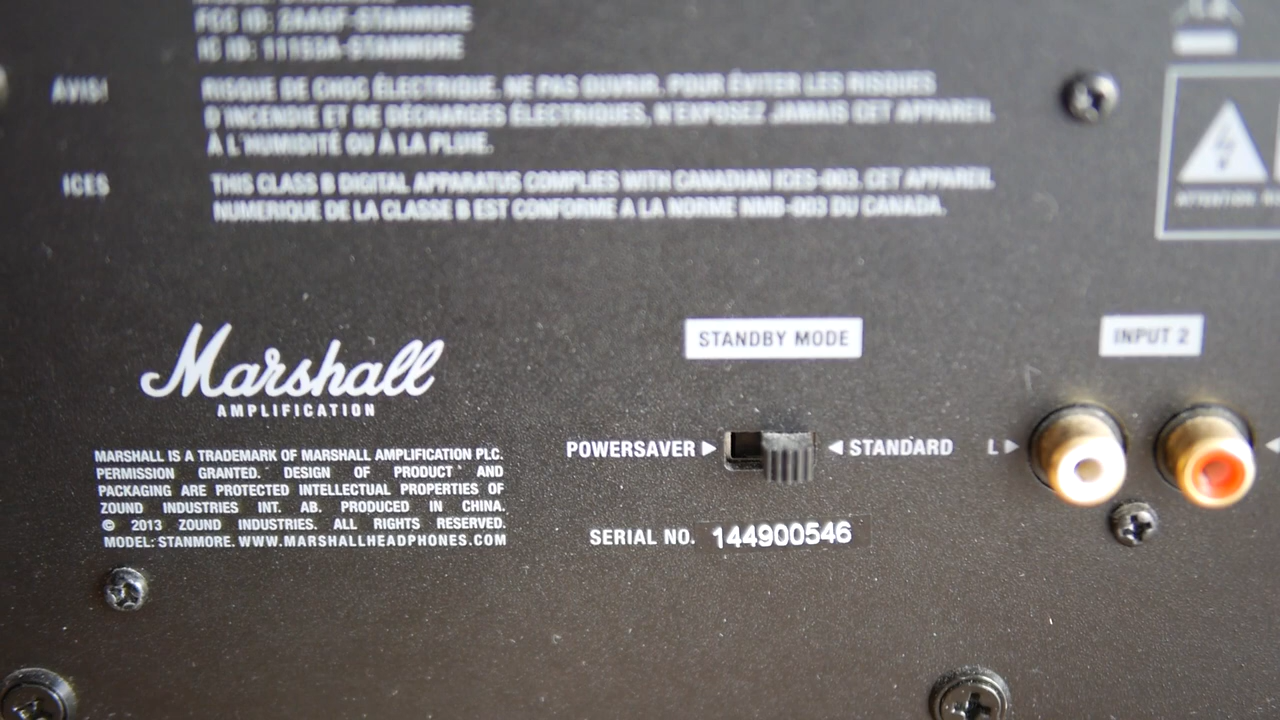 FCC ID: 2AAGF-STANMORE
IC ID: 11153A-STANMORE
AVIS!
RISQUE DE CHOC ÉLECTRIQUE. NE PAS OUVRIR. POUR ÉVITER LES RISQUES
D'INCENDIE ET DE DÉCHARGES ÉLECTRIQUES, N'EXPOSEZ JAMAIS CET APPAREIL
À L'HUMIDITÉ OU À LA PLUIE.
ICES
THIS CLASS B DIGITAL APPARATUS COMPLIES WITH CANADIAN ICES-003. CET APPAREIL
NUMERIQUE DE LA CLASSE B EST CONFORME A LA NORME NMB-003 DU CANADA.
ATTENTION
Marshall
AMPLIFICATION
MARSHALL IS A TRADEMARK OF MARSHALL AMPLIFICATION PLC.
PERMISSION GRANTED. DESIGN OF PRODUCT AND
PACKAGING ARE PROTECTED INTELLECTUAL PROPERTIES OF
ZOUND INDUSTRIES INT. AB. PRODUCED IN CHINA.
© 2013 ZOUND INDUSTRIES. ALL RIGHTS RESERVED.
MODEL: STANMORE. WWW.MARSHALLHEADPHONES.COM
STANDBY MODE
POWERSAVER ▶ ◀ STANDARD
SERIAL NO. 144900546
INPUT 2
L ▶